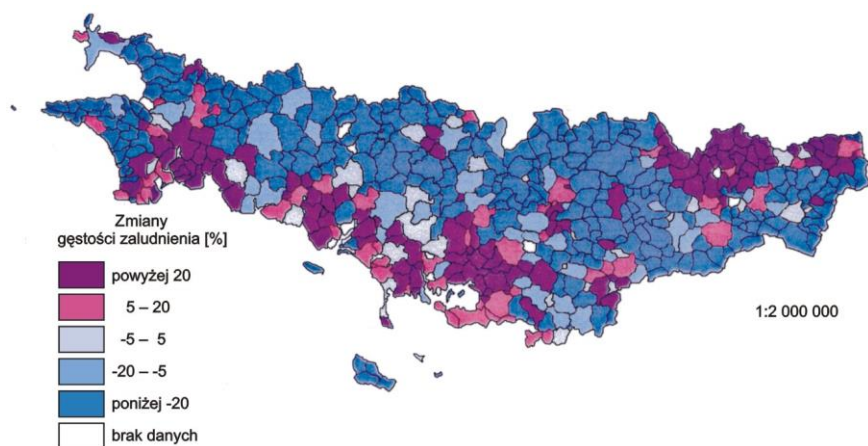 Zmiany
gęstości zaludnienia [%]
powyżej 20
5 – 20
-5 – 5
-20 – -5
poniżej -20
brak danych
1:2 000 000